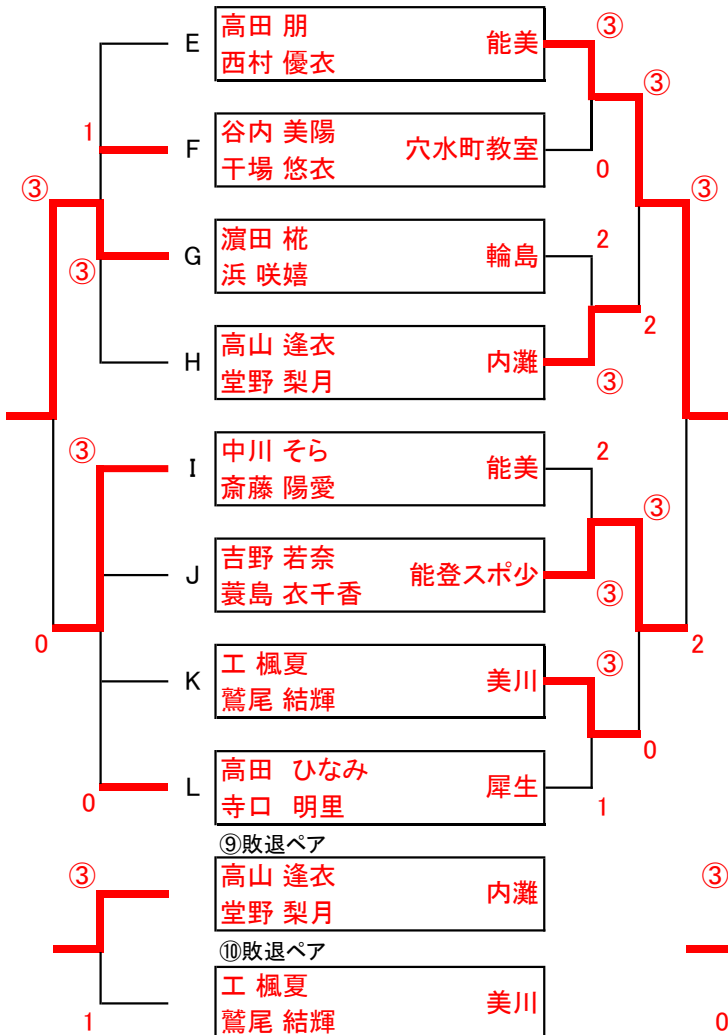 E 高田 朋 能美 ③
西村 優衣 ③
1 F 谷内 美陽 穴水町教室
干場 悠衣 0
③ ③
G 濵田 椛 輪島 2
③ 浜 咲嬉
H 高山 逢衣 内灘 2
堂野 梨月 ③
③ I 中川 そら 能美 2
斎藤 陽愛 ③
J 吉野 若奈 能登スポ少
蓑島 衣千香 ③
0 2
K 工 楓夏 美川 ③
鷲尾 結輝 0
L 高田 ひなみ 犀生
0 寺口 明里 1
⑨敗退ペア
③ 高山 逢衣 内灘 ③
堂野 梨月
⑩敗退ペア
工 楓夏 美川
1 鷲尾 結輝 0